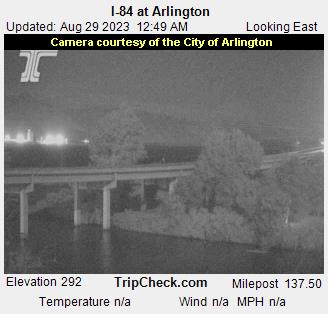 I-84 at Arlington
Updated: Aug 29 2023 12:49 AM Looking East
Camera courtesy of the City of Arlington
Elevation 292 TripCheck.com Milepost 137.50
Temperature n/a Wind n/a MPH n/a